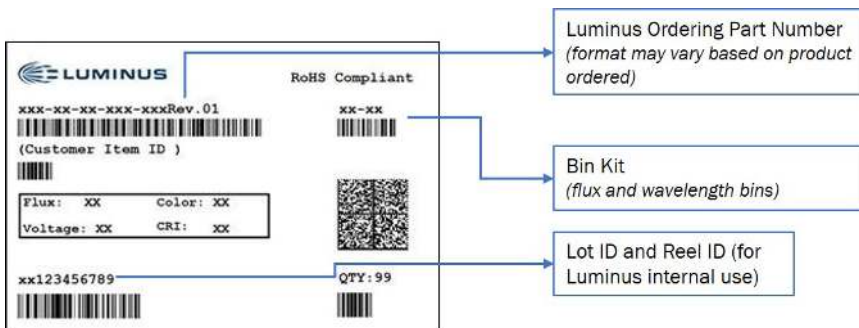 LUMINUS
RoHS Compliant
xxx-xx-xx-xxx-xxxRev.01
xx-xx
(Customer Item ID )
Flux: XX Color: XX
Voltage: XX CRI: XX
xx123456789
QTY:99
Luminus Ordering Part Number
(format may vary based on product
ordered)
Bin Kit
(flux and wavelength bins)
Lot ID and Reel ID (for
Luminus internal use)